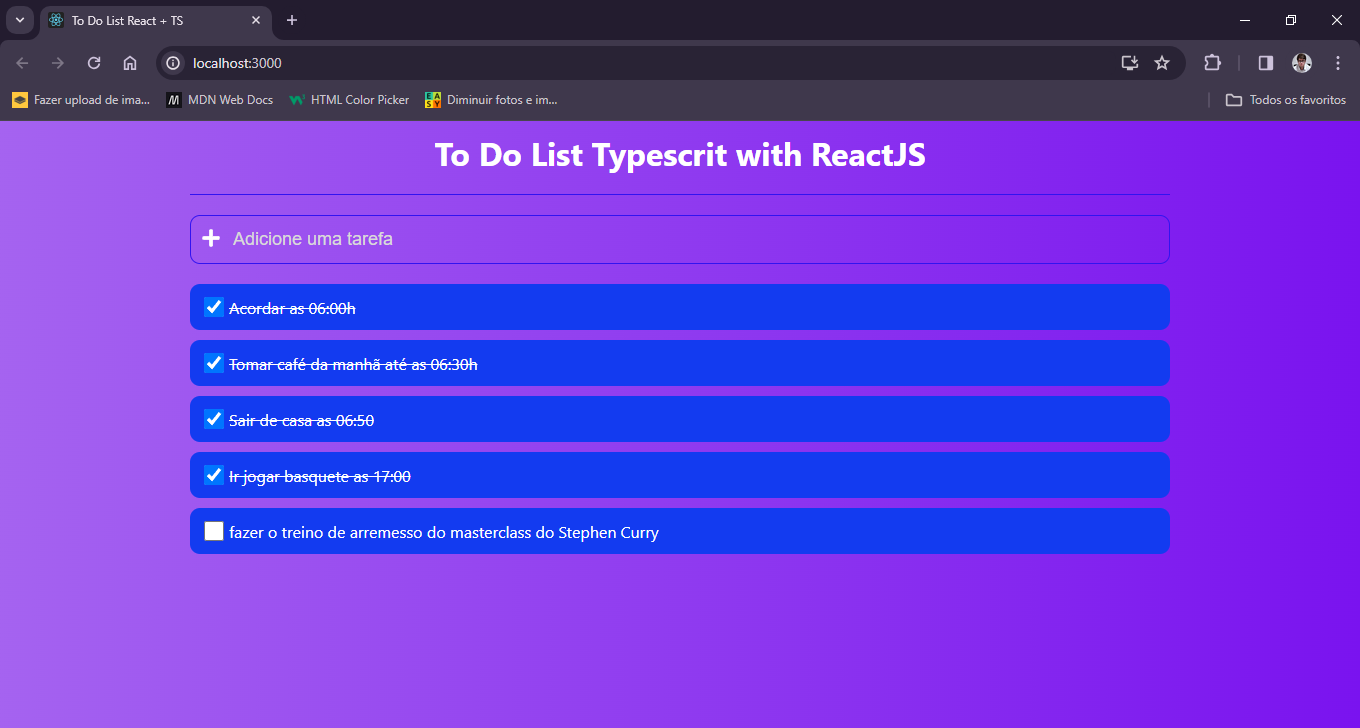 To Do List React + TS
localhost:3000
Fazer upload de ima...
MDN Web Docs
HTML Color Picker
EASY
Diminuir fotos e im...
Todos os favoritos
To Do List Typescrit with ReactJS
Adicione uma tarefa
Acordar as 06:00h
Tomar café da manhã até as 06:30h
Sair de casa as 06:50
Ir jogar basquete as 17:00
fazer o treino de arremesso do masterclass do Stephen Curry